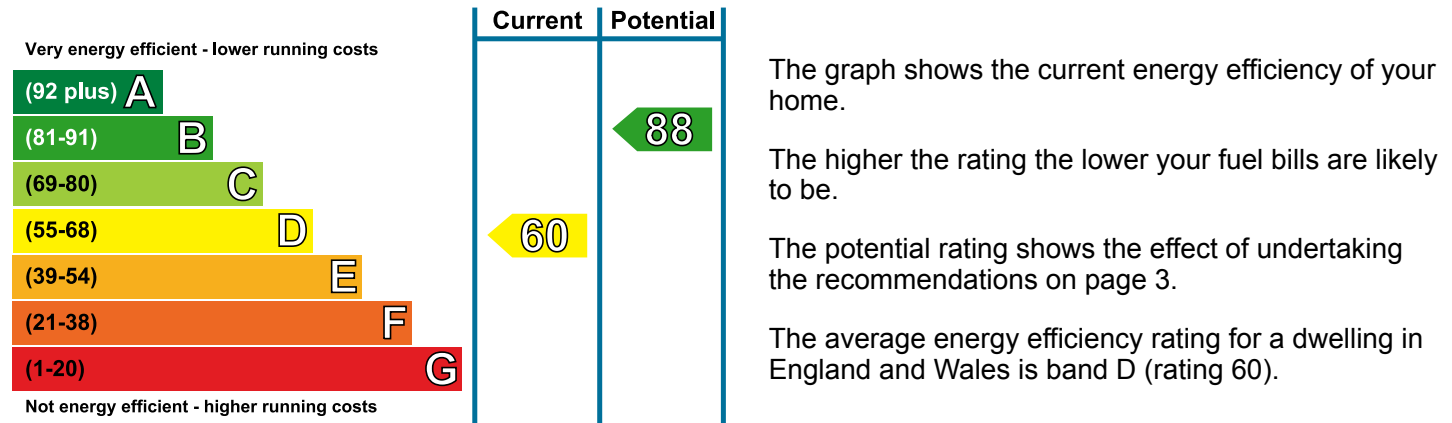 Current Potential
Very energy efficient - lower running costs
(92 plus) A
88
(81-91) B
(69-80) C
(55-68) D
60
(39-54) E
(21-38) F
(1-20) G
Not energy efficient - higher running costs
The graph shows the current energy efficiency of your
home.
The higher the rating the lower your fuel bills are likely
to be.
The potential rating shows the effect of undertaking
the recommendations on page 3.
The average energy efficiency rating for a dwelling in
England and Wales is band D (rating 60).